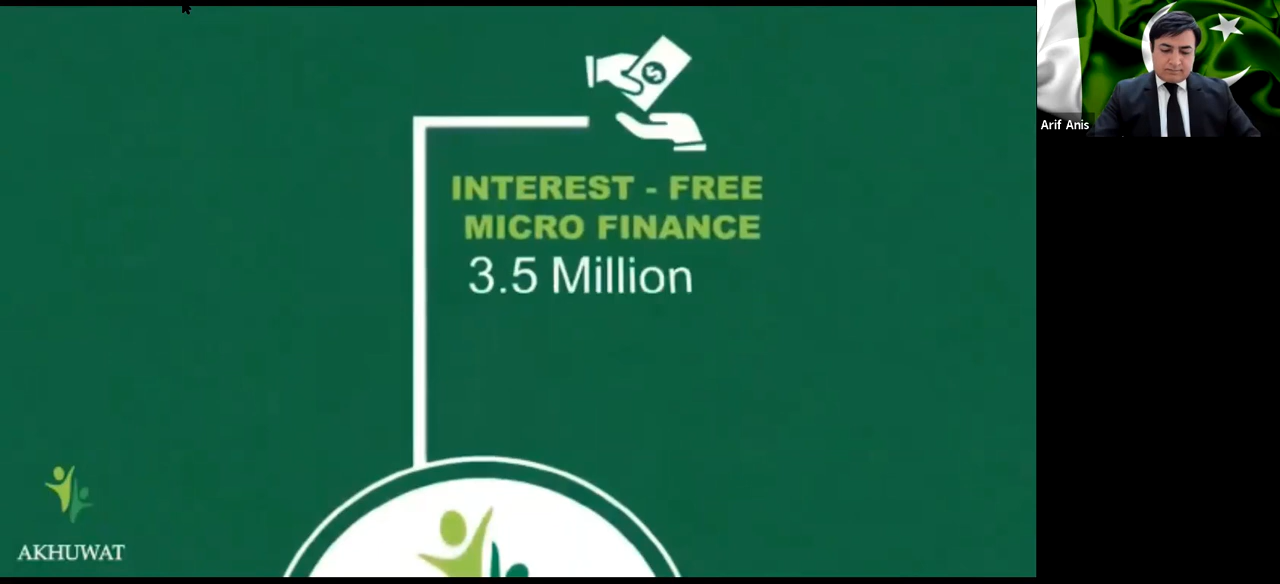 INTEREST - FREE
MICRO FINANCE
3.5 Million
AKHUWAT
Arif Anis